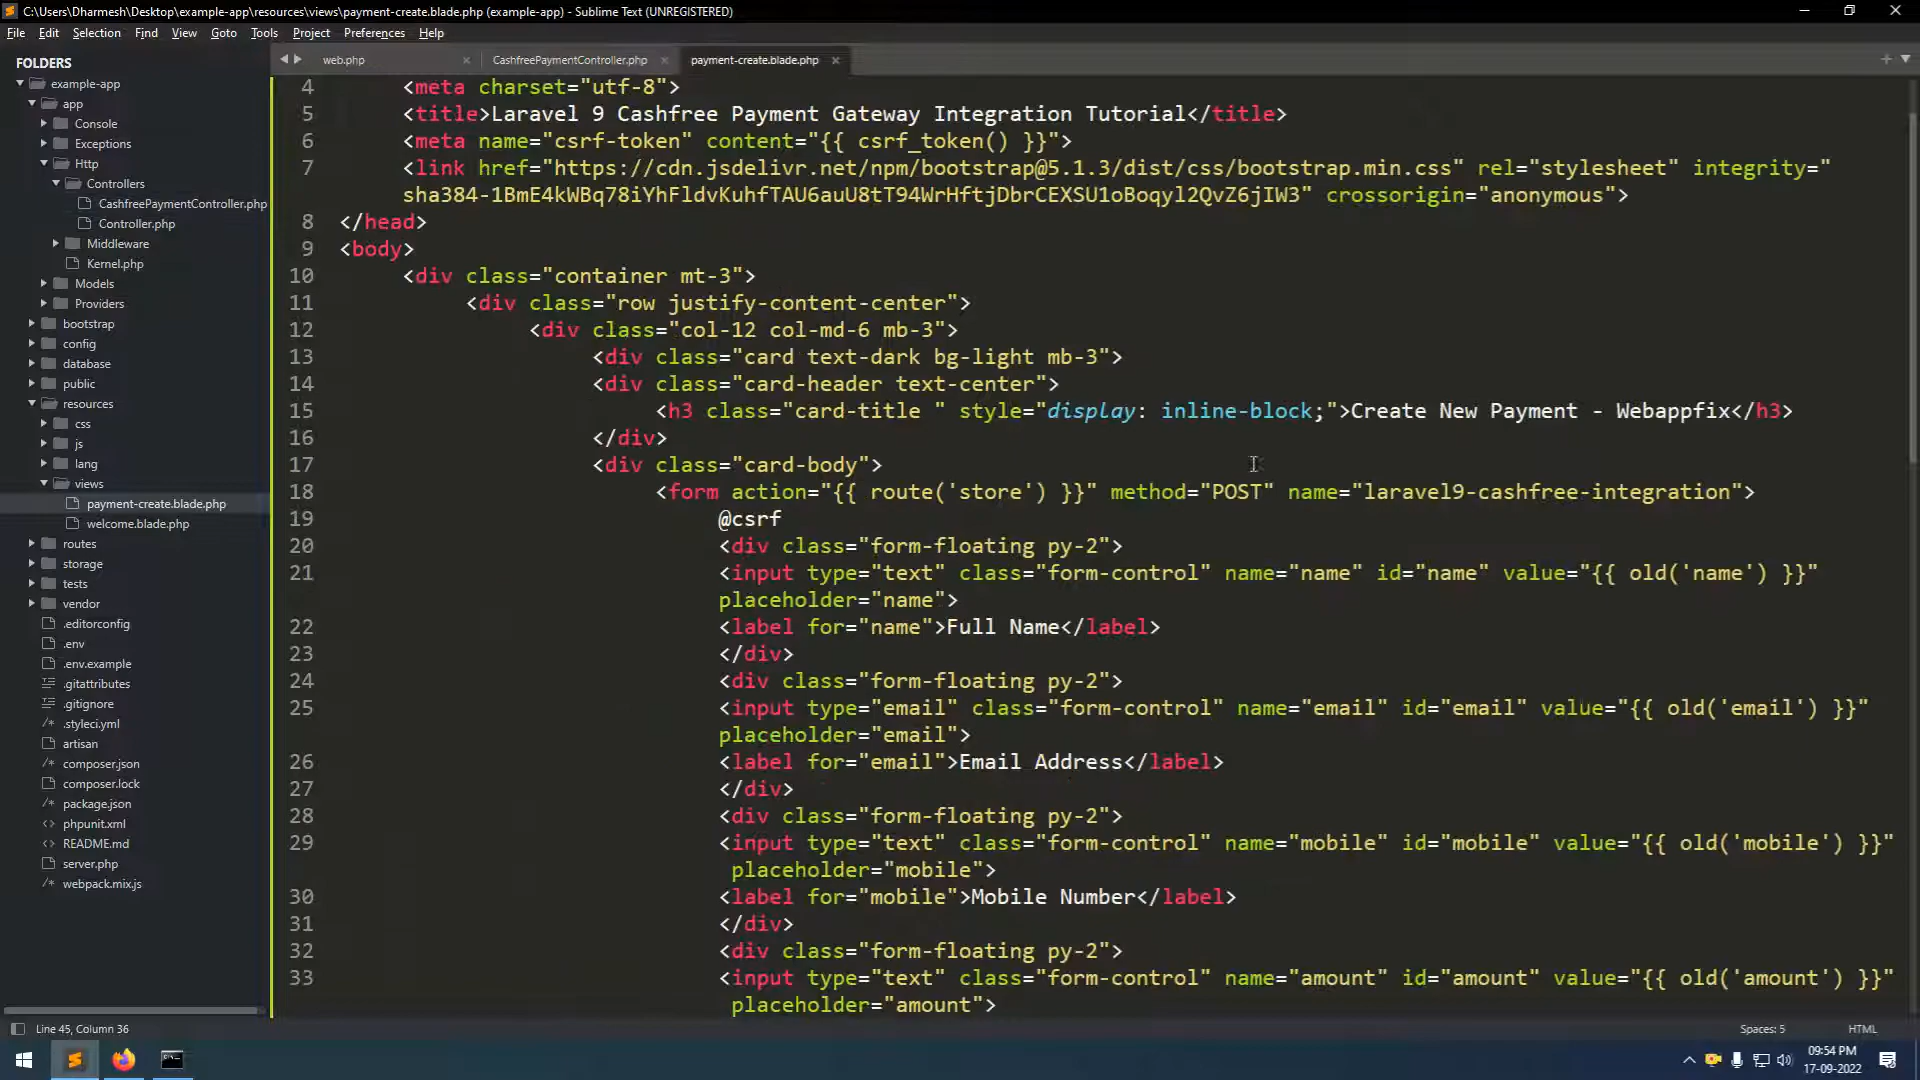 C:\Users\Dharmesh\Desktop\example-app\resources\views\payment-create.blade.php (example-app) - Sublime Text (UNREGISTERED)
File Edit Selection Find View Goto Tools Project Preferences Help
FOLDERS
example-app
app
Console
Exceptions
Http
Controllers
CashfreePaymentController.php
Controller.php
Middleware
Kernel.php
Models
Providers
bootstrap
config
database
public
resources
css
js
lang
views
payment-create.blade.php
welcome.blade.php
routes
storage
tests
vendor
.editorconfig
.env
.env.example
.gitattributes
.gitignore
.styleci.yml
artisan
composer.json
composer.lock
package.json
phpunit.xml
README.md
server.php
webpack.mix.js
web.php CashfreePaymentController.php payment-create.blade.php
4 <meta charset="utf-8">
5 <title>Laravel 9 Cashfree Payment Gateway Integration Tutorial</title>
6 <meta name="csrf-token" content="{{ csrf_token() }}">
7 <link href="https://cdn.jsdelivr.net/npm/bootstrap@5.1.3/dist/css/bootstrap.min.css" rel="stylesheet" integrity="
sha384-1BmE4kWBq78iYhFldvKuhfTAU6auU8tT94WrHftjDbrCEXSU1oBoqyl2QvZ6jIW3" crossorigin="anonymous">
8 </head>
9 <body>
10 <div class="container mt-3">
11 <div class="row justify-content-center">
12 <div class="col-12 col-md-6 mb-3">
13 <div class="card text-dark bg-light mb-3">
14 <div class="card-header text-center">
15 <h3 class="card-title " style="display: inline-block;">Create New Payment - Webappfix</h3>
16 </div>
17 <div class="card-body">
18 <form action="{{ route('store') }}" method="POST" name="laravel9-cashfree-integration">
19 @csrf
20 <div class="form-floating py-2">
21 <input type="text" class="form-control" name="name" id="name" value="{{ old('name') }}"
placeholder="name">
22 <label for="name">Full Name</label>
23 </div>
24 <div class="form-floating py-2">
25 <input type="email" class="form-control" name="email" id="email" value="{{ old('email') }}"
placeholder="email">
26 <label for="email">Email Address</label>
27 </div>
28 <div class="form-floating py-2">
29 <input type="text" class="form-control" name="mobile" id="mobile" value="{{ old('mobile') }}"
placeholder="mobile">
30 <label for="mobile">Mobile Number</label>
31 </div>
32 <div class="form-floating py-2">
33 <input type="text" class="form-control" name="amount" id="amount" value="{{ old('amount') }}"
placeholder="amount">
Line 45, Column 36 Spaces: 5 HTML
09:54 PM
17-09-2022